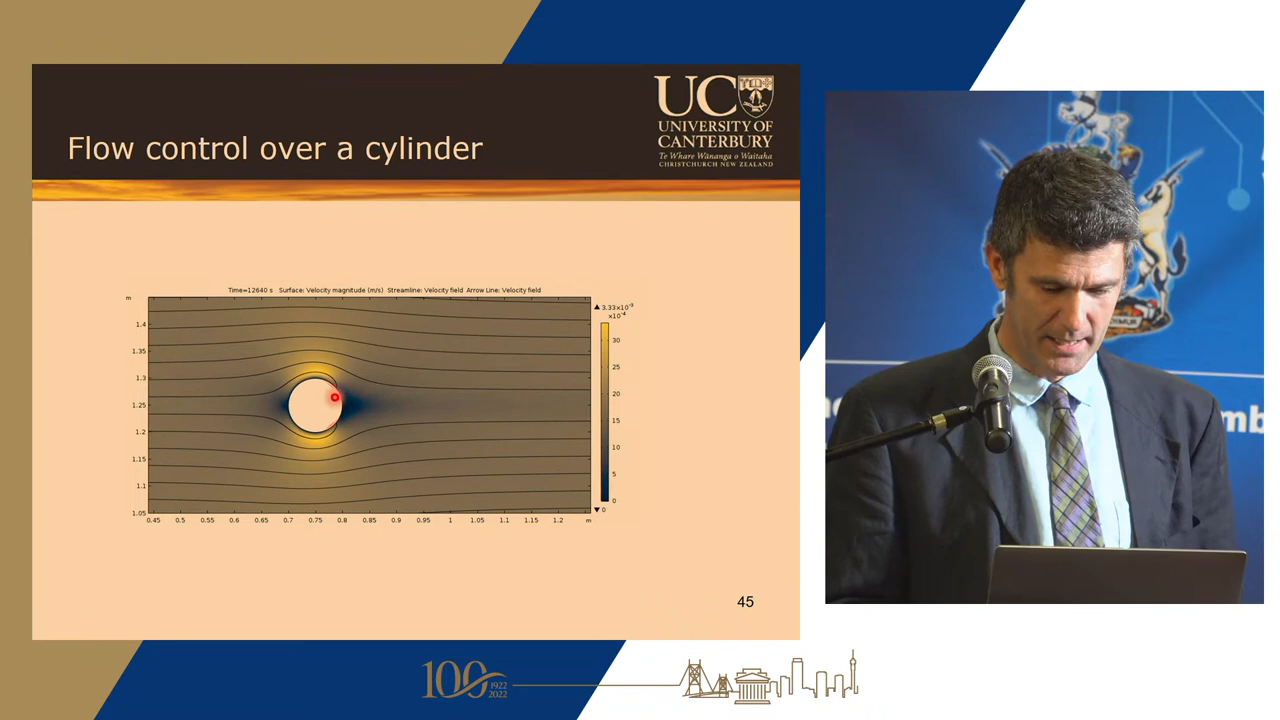 UC
UNIVERSITY OF
CANTERBURY
Te Whare Wānanga o Waitaha
CHRISTCHURCH NEW ZEALAND
Flow control over a cylinder
Time=12640 s Surface: Velocity magnitude (m/s) Streamline: Velocity field Arrow Line: Velocity field
m
1.4
1.35
1.3
1.25
1.2
1.15
1.1
1.05
0.45 0.5 0.55 0.6 0.65 0.7 0.75 0.8 0.85 0.9 0.95 1 1.05 1.1 1.15 1.2 m
▲ 3.33×10⁻³
×10⁻⁴
30
25
20
15
10
5
0
▼ 0
45
mb
100
1922
2022